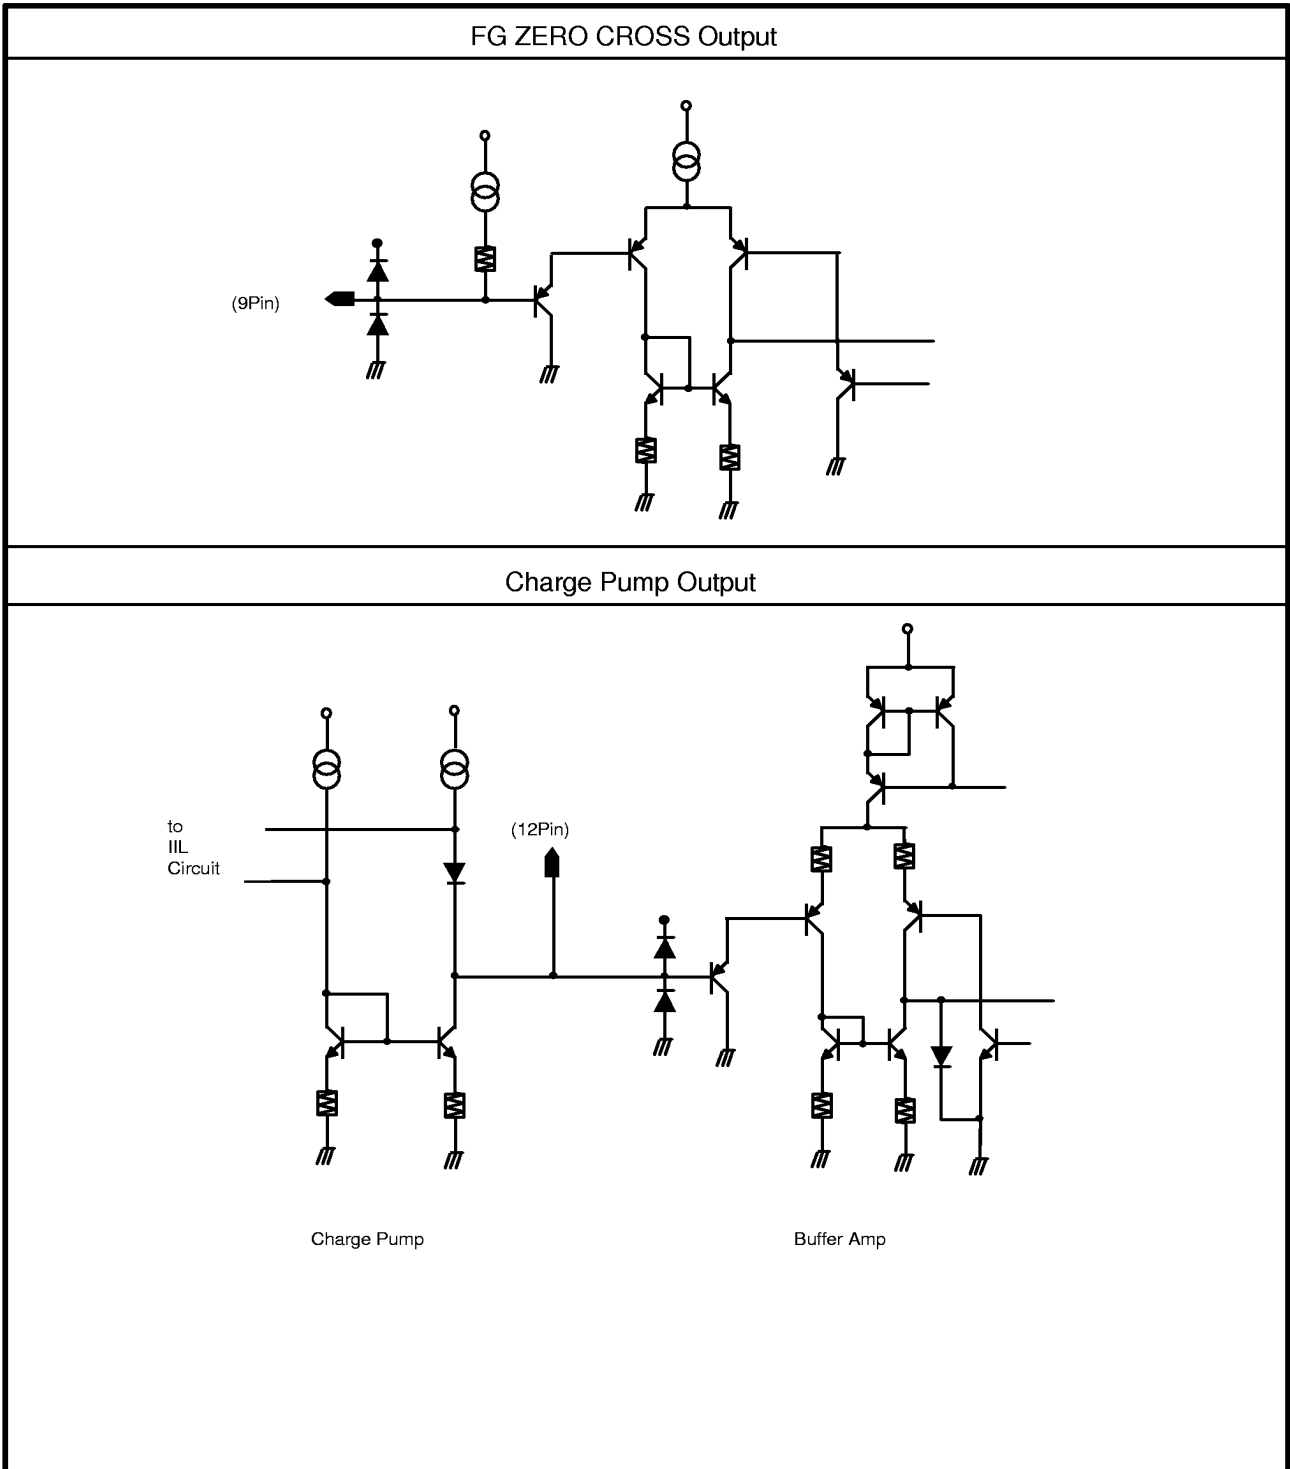 FG ZERO CROSS Output
(9Pin)
Charge Pump Output
to
IIL
Circuit
(12Pin)
Charge Pump
Buffer Amp